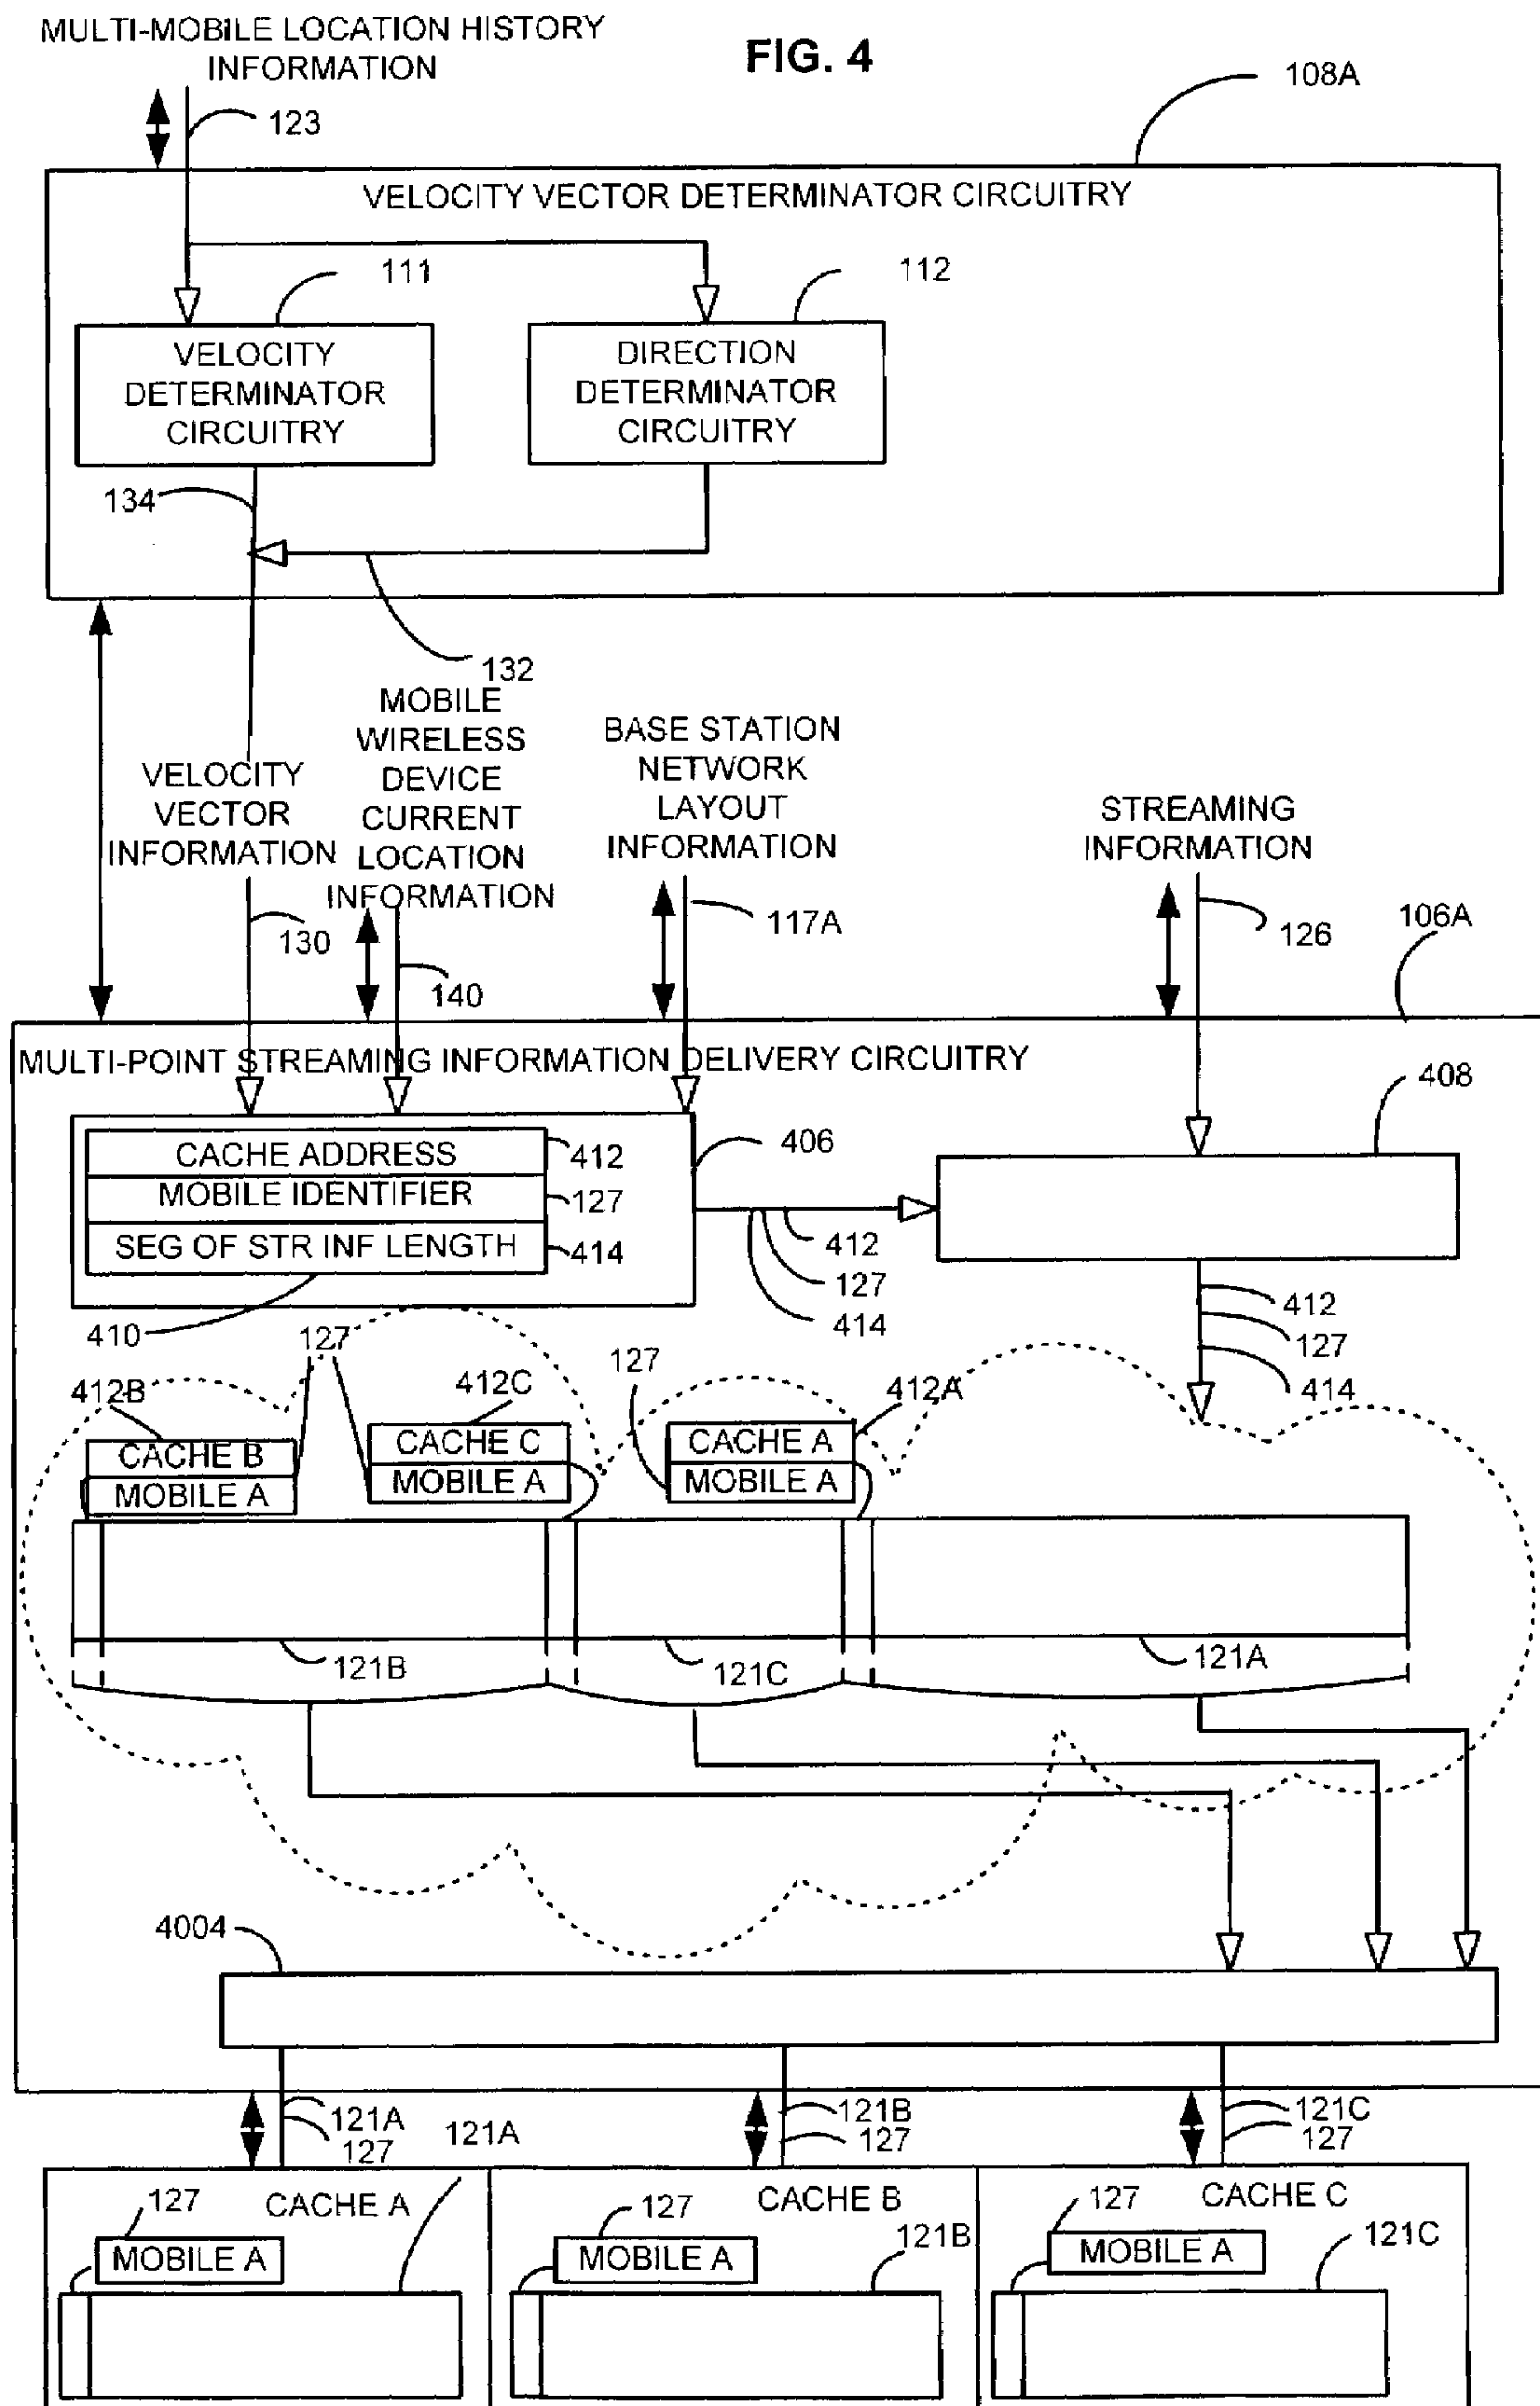 MULTI-MOBILE LOCATION HISTORY
INFORMATION
FIG. 4
108A
123
VELOCITY VECTOR DETERMINATOR CIRCUITRY
111
112
VELOCITY
DETERMINATOR
CIRCUITRY
DIRECTION
DETERMINATOR
CIRCUITRY
134
132
VELOCITY
VECTOR
INFORMATION
MOBILE
WIRELESS
DEVICE
CURRENT
LOCATION
INFORMATION
BASE STATION
NETWORK
LAYOUT
INFORMATION
STREAMING
INFORMATION
130
140
117A
126
106A
MULTI-POINT STREAMING INFORMATION DELIVERY CIRCUITRY
408
406
CACHE ADDRESS
412
MOBILE IDENTIFIER
127
SEG OF STR INF LENGTH
414
412
127
414
410
412
127
414
127
127
412B
412C
412A
CACHE B
MOBILE A
CACHE C
MOBILE A
CACHE A
MOBILE A
121B
121C
121A
4004
121A
127
121A
121B
127
121C
127
127
CACHE A
MOBILE A
127
CACHE B
MOBILE A
121B
127
CACHE C
MOBILE A
121C